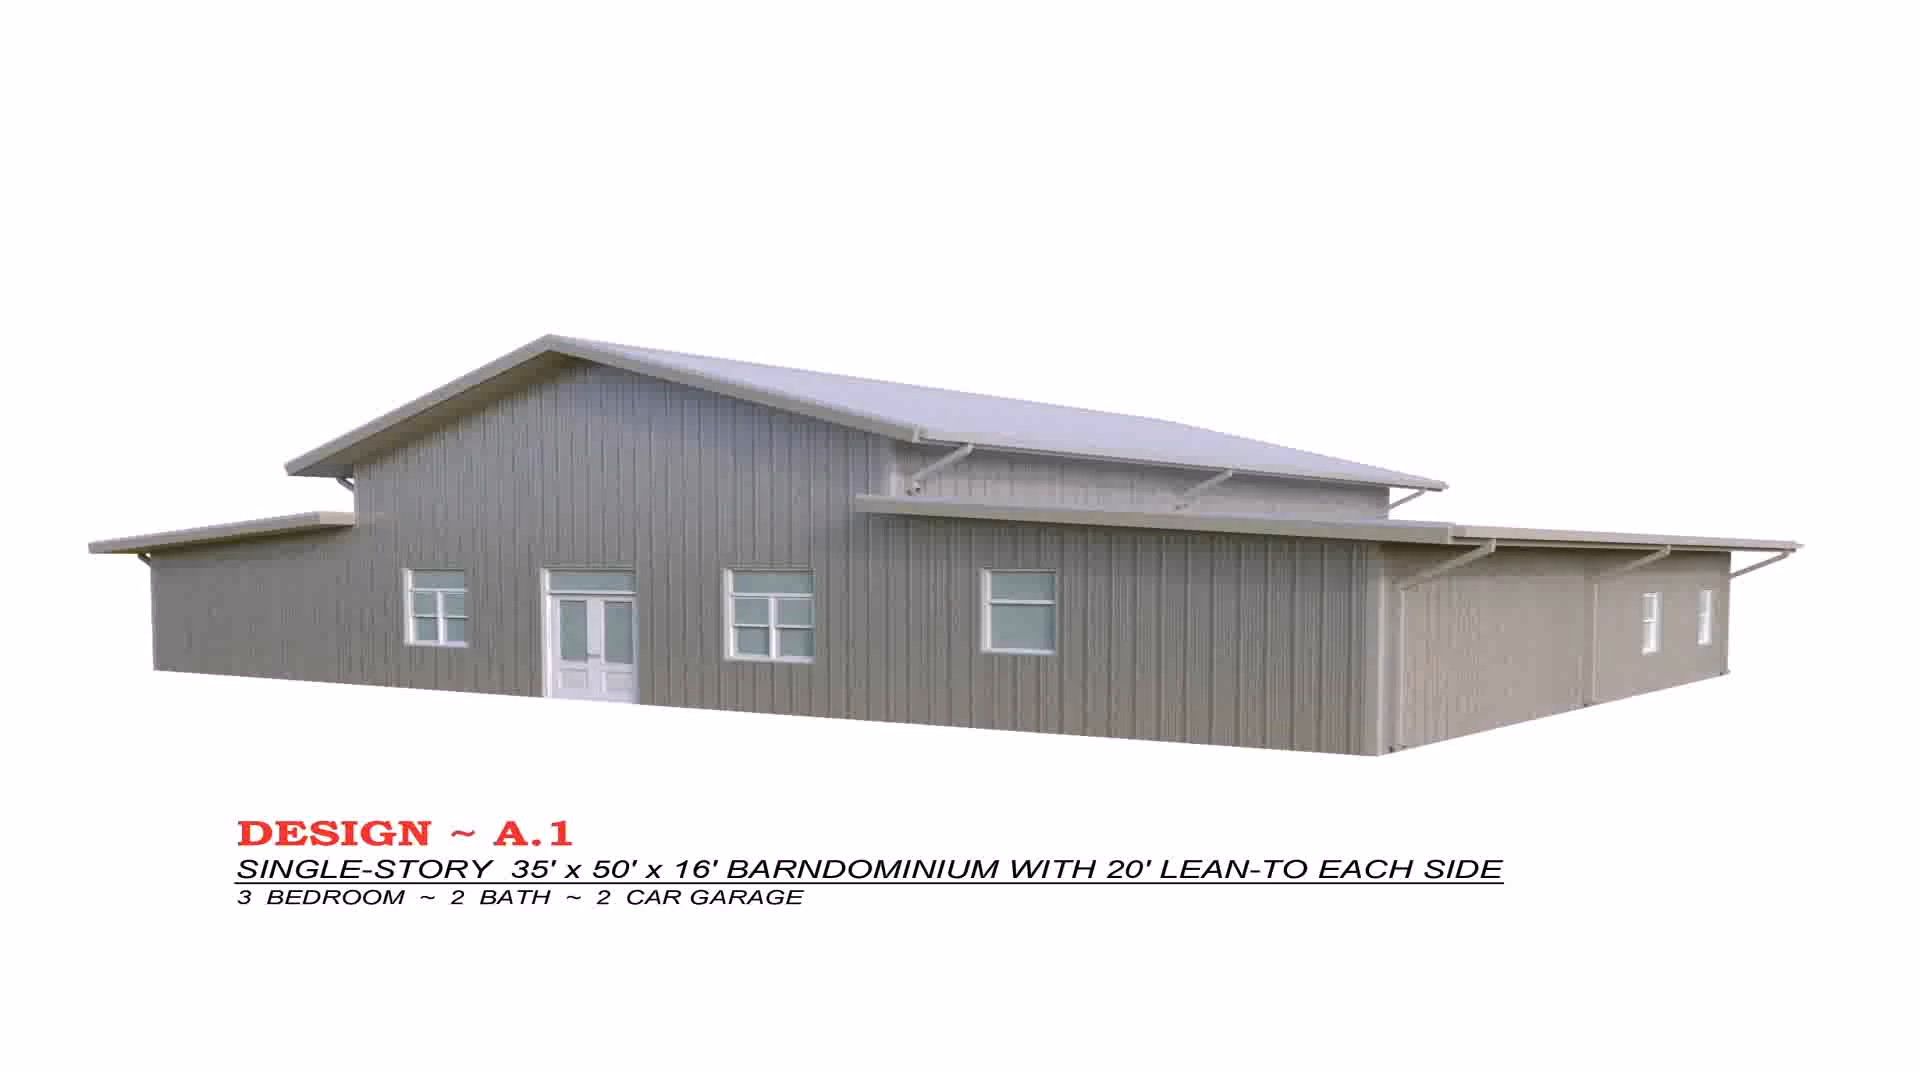 DESIGN ~ A.1
SINGLE-STORY 35' x 50' x 16' BARNDOMINIUM WITH 20' LEAN-TO EACH SIDE
3 BEDROOM ~ 2 BATH ~ 2 CAR GARAGE